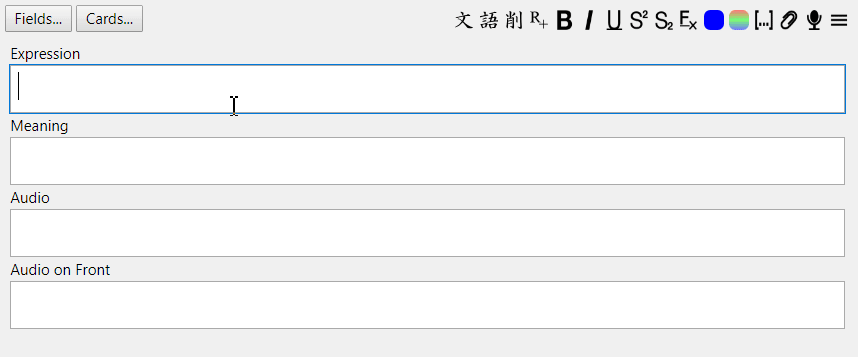 Fields... Cards... 文 語 削 R+ B I U S² S₂ Ex [...]
Expression
Meaning
Audio
Audio on Front